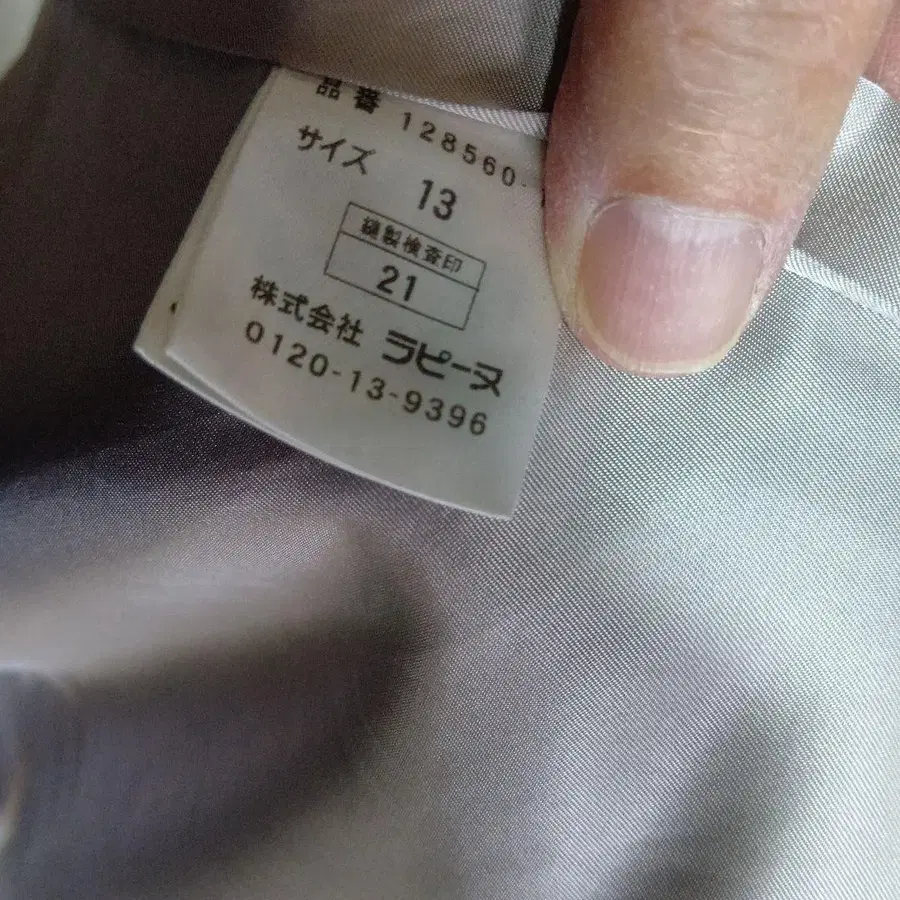 品番 128560-
サイズ
13
縫製検査印
21
株式会社 ラピーヌ
0120-13-9396